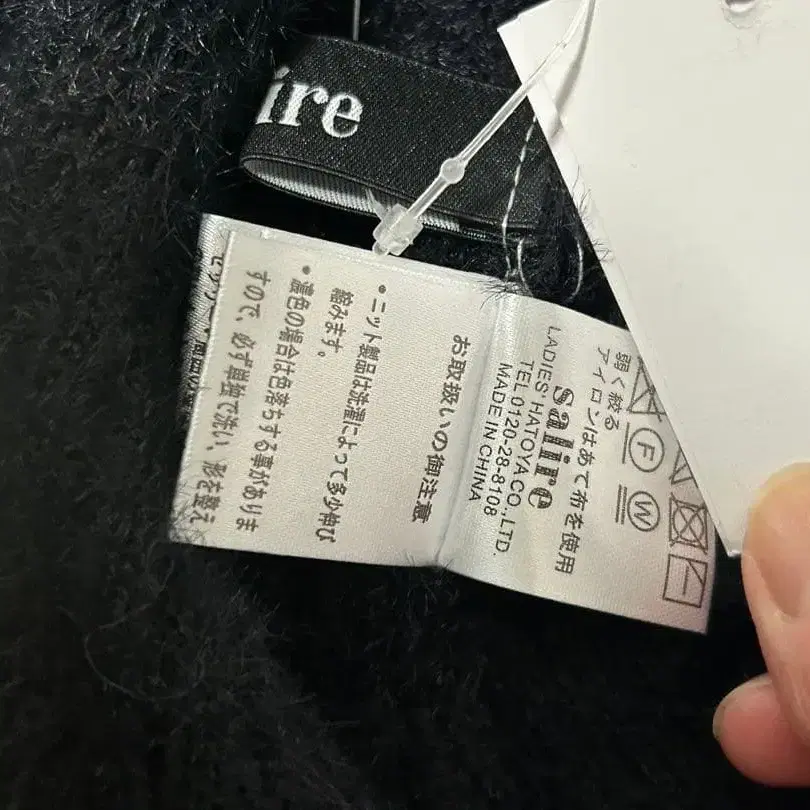 ire
弱く絞る
アイロンはあて布を使用
salire
LADIES' HATOYA CO.,LTD.
TEL 0120-28-8108
MADE IN CHINA
お取扱いの御注意
•ニット製品は洗濯によって多少伸び
縮みます。
•濃色の場合は色落ちする事がありま
すので、必ず単独で洗い、形を整え
F
W